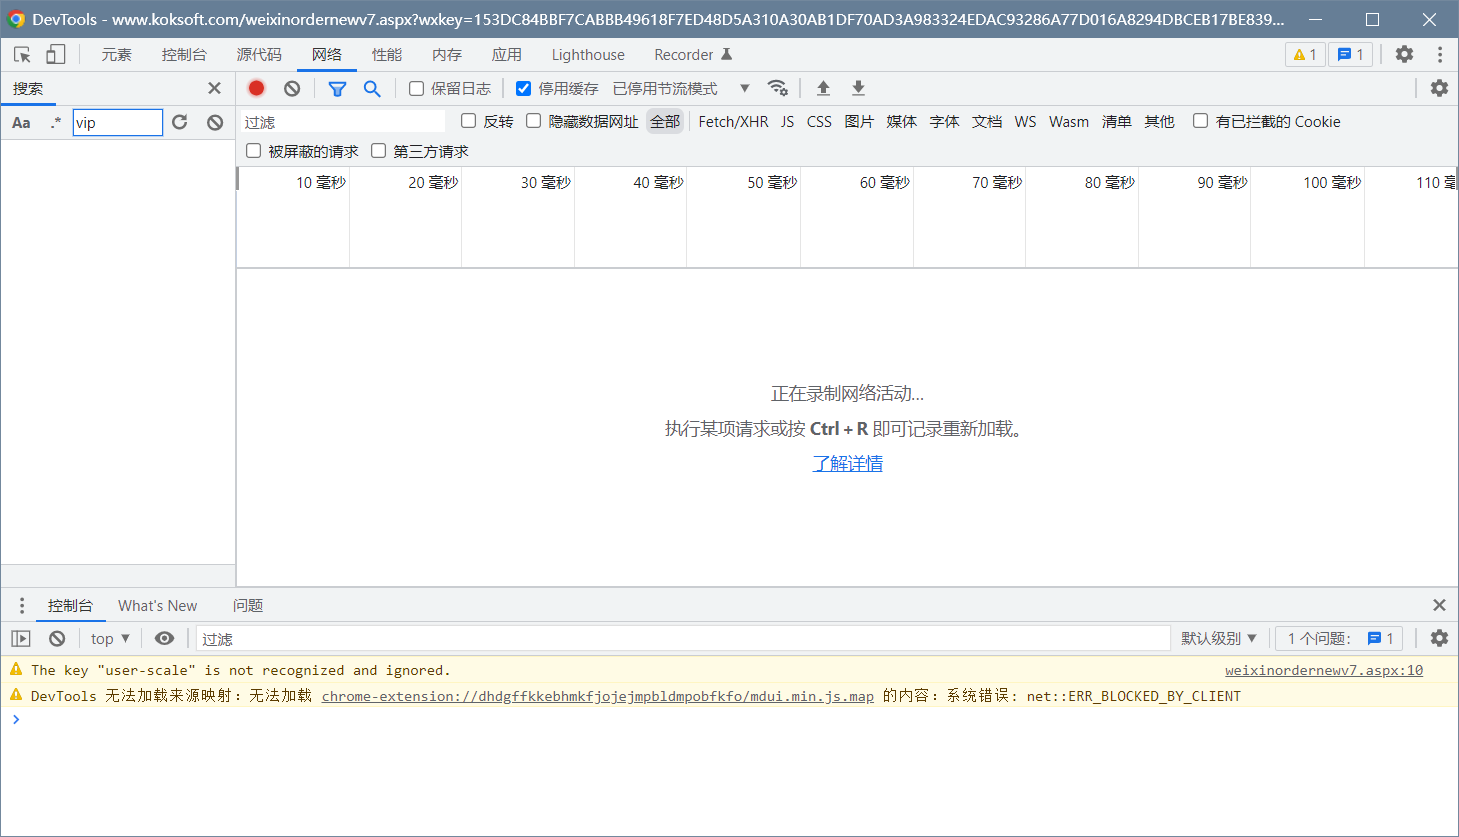 DevTools - www.koksoft.com/weixinordernewv7.aspx?wxkey=153DC84BBF7CABBB49618F7ED48D5A310A30AB1DF70AD3A983324EDAC93286A77D016A8294DBCEB17BE839...
元素 控制台 源代码 网络 性能 内存 应用 Lighthouse Recorder 1 1
搜索 保留日志 停用缓存 已停用节流模式
Aa .* vip 过滤 反转 隐藏数据网址 全部 Fetch/XHR JS CSS 图片 媒体 字体 文档 WS Wasm 清单 其他 有已拦截的 Cookie
被屏蔽的请求 第三方请求
10 毫秒 20 毫秒 30 毫秒 40 毫秒 50 毫秒 60 毫秒 70 毫秒 80 毫秒 90 毫秒 100 毫秒 110 毫
正在录制网络活动...
执行某项请求或按 Ctrl + R 即可记录重新加载。
了解详情
控制台 What's New 问题
top 过滤 默认级别 1 个问题: 1
The key "user-scale" is not recognized and ignored. weixinordernewv7.aspx:10
DevTools 无法加载来源映射: 无法加载 chrome-extension://dhdgffkkebhmkfjojejmpbldmpobfkfo/mdui.min.js.map 的内容: 系统错误: net::ERR_BLOCKED_BY_CLIENT